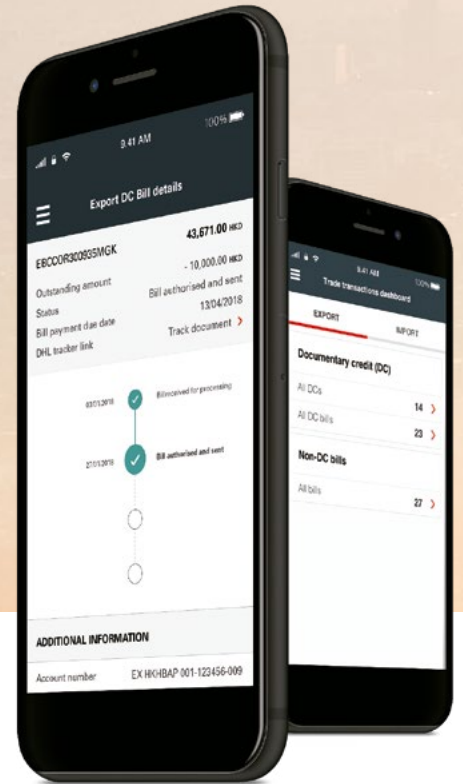 9:41 AM
100%
Export DC Bill details
EBCCOR300935MGK
43,671.00 HKD
Outstanding amount
- 10,000.00 HKD
Status
Bill authorised and sent
Bill payment due date
13/04/2018
DHL tracker link
Track document >
Bill received for processing
Bill authorised and sent
ADDITIONAL INFORMATION
Account number
EX HKHBAP 001-123456-009
9:41 AM
100%
Trade transactions dashboard
EXPORT
IMPORT
Documentary credit (DC)
All DCs
14 >
All DC bills
23 >
Non-DC bills
All bills
27 >